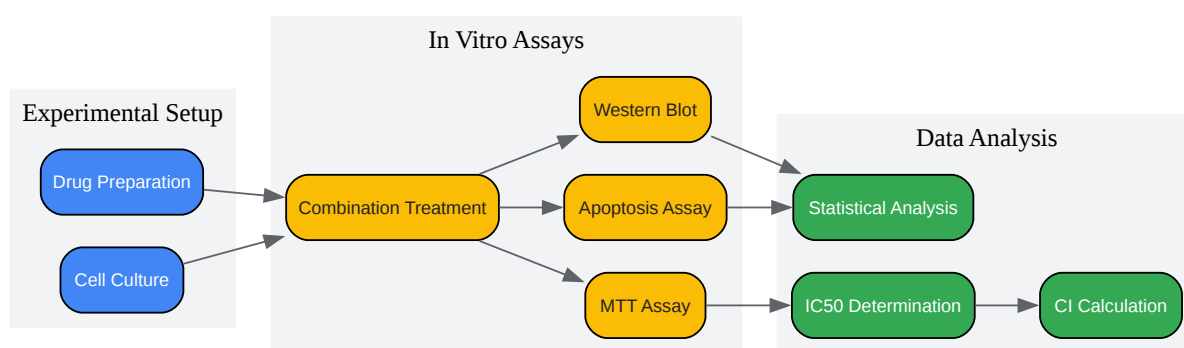 Experimental Setup
Drug Preparation
Cell Culture
In Vitro Assays
Combination Treatment
Western Blot
Apoptosis Assay
MTT Assay
Data Analysis
Statistical Analysis
IC50 Determination
CI Calculation